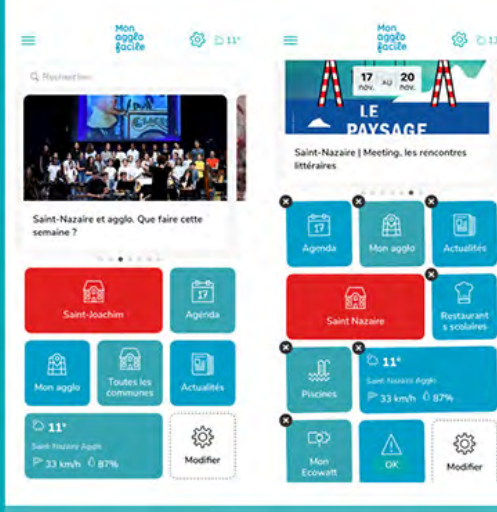 Mon
agglo
facile
11°
Rechercher
Saint-Nazaire et agglo. Que faire cette
semaine ?
Saint-Joachim
17
Agenda
Mon agglo
Toutes les
communes
Actualités
11°
Saint-Nazaire Agglo
33 km/h 87%
Modifier
Mon
agglo
facile
17
nov.
AU
20
nov.
LE
PAYSAGE
Saint-Nazaire | Meeting, les rencontres
littéraires
17
Agenda
Mon agglo
Actualités
Saint Nazaire
Restaurant
s scolaires
Piscines
11°
Saint-Nazaire Agglo
33 km/h 87%
Mon
Ecowatt
OK
Modifier